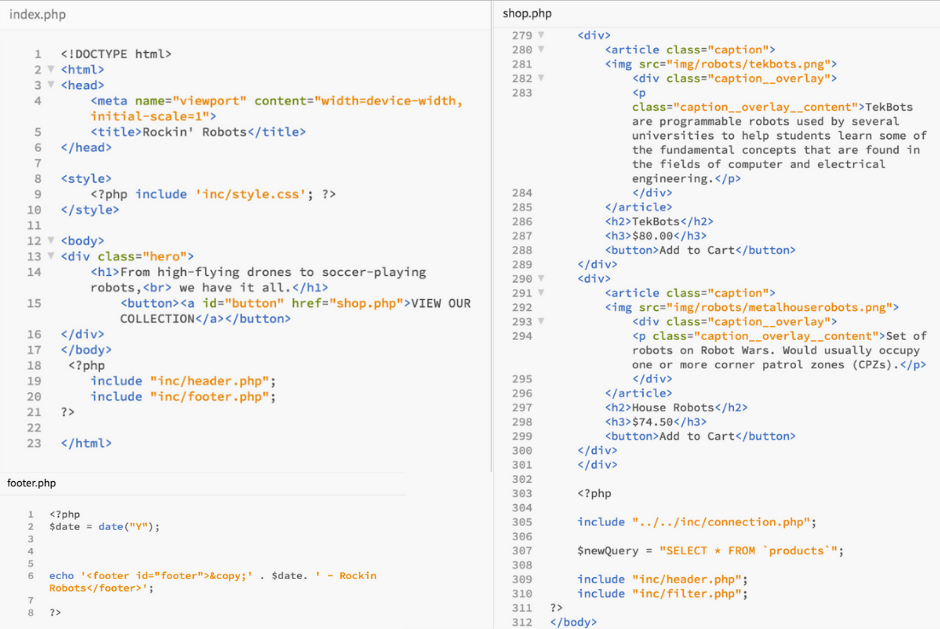 index.php
1 <!DOCTYPE html>
2 <html>
3 <head>
4 <meta name="viewport" content="width=device-width,
initial-scale=1">
5 <title>Rockin' Robots</title>
6 </head>
7
8 <style>
9 <?php include 'inc/style.css'; ?>
10 </style>
11
12 <body>
13 <div class="hero">
14 <h1>From high-flying drones to soccer-playing
robots,<br> we have it all.</h1>
15 <button><a id="button" href="shop.php">VIEW OUR
COLLECTION</a></button>
16 </div>
17 </body>
18 <?php
19 include "inc/header.php";
20 include "inc/footer.php";
21 ?>
22
23 </html>
footer.php
1 <?php
2 $date = date("Y");
3
4
5
6 echo '<footer id="footer">&copy;' . $date. ' - Rockin
Robots</footer>';
7
8 ?>
shop.php
279 <div>
280 <article class="caption">
281 <img src="img/robots/tekbots.png">
282 <div class="caption__overlay">
283 <p
class="caption__overlay__content">TekBots
are programmable robots used by several
universities to help students learn some of
the fundamental concepts that are found in
the fields of computer and electrical
engineering.</p>
284 </div>
285 </article>
286 <h2>TekBots</h2>
287 <h3>$80.00</h3>
288 <button>Add to Cart</button>
289 </div>
290 <div>
291 <article class="caption">
292 <img src="img/robots/metalhouserobots.png">
293 <div class="caption__overlay">
294 <p class="caption__overlay__content">Set of
robots on Robot Wars. Would usually occupy
one or more corner patrol zones (CPZs).</p>
295 </div>
296 </article>
297 <h2>House Robots</h2>
298 <h3>$74.50</h3>
299 <button>Add to Cart</button>
300 </div>
301 </div>
302
303 <?php
304
305 include "../../inc/connection.php";
306
307 $newQuery = "SELECT * FROM `products`";
308
309 include "inc/header.php";
310 include "inc/filter.php";
311 ?>
312 </body>